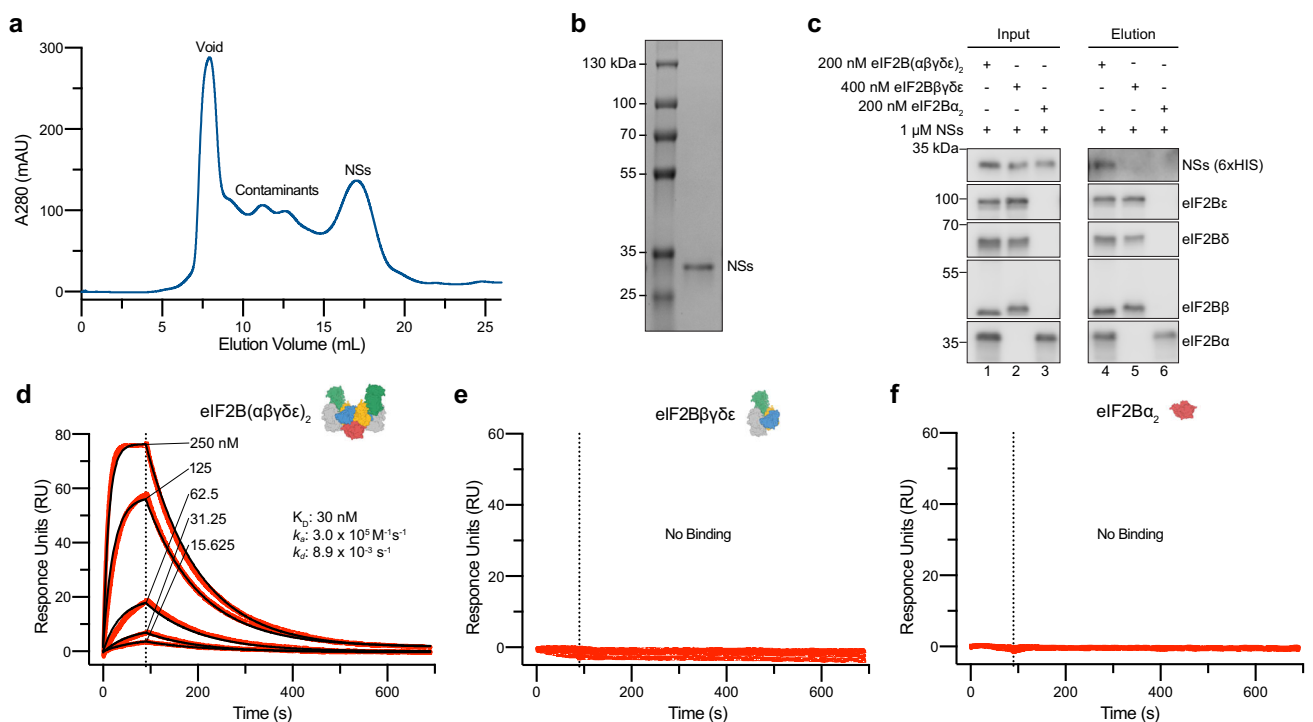 a
Void
Contaminants
NSs
A280 (mAU)
300
200
100
0
0
5
10
15
20
25
Elution Volume (mL)
b
130 kDa
100
70
55
35
25
NSs
c
Input
Elution
200 nM eIF2B(αβγδε)₂ + - - + - -
400 nM eIF2Bβγδε - + - - + -
200 nM eIF2Bα₂ - - + - - +
1 µM NSs + + + + + +
35 kDa
NSs (6xHIS)
100
eIF2Bε
70
eIF2Bδ
55
eIF2Bβ
35
eIF2Bα
1 2 3 4 5 6
d
eIF2B(αβγδε)₂
Responce Units (RU)
80
60
40
20
0
250 nM
125
62.5
31.25
15.625
K_D: 30 nM
kₐ: 3.0 x 10⁵ M⁻¹s⁻¹
k_d: 8.9 x 10⁻³ s⁻¹
0 200 400 600
Time (s)
e
eIF2Bβγδε
Responce Units (RU)
60
40
20
0
No Binding
0 200 400 600
Time (s)
f
eIF2Bα₂
Responce Units (RU)
60
40
20
0
No Binding
0 200 400 600
Time (s)